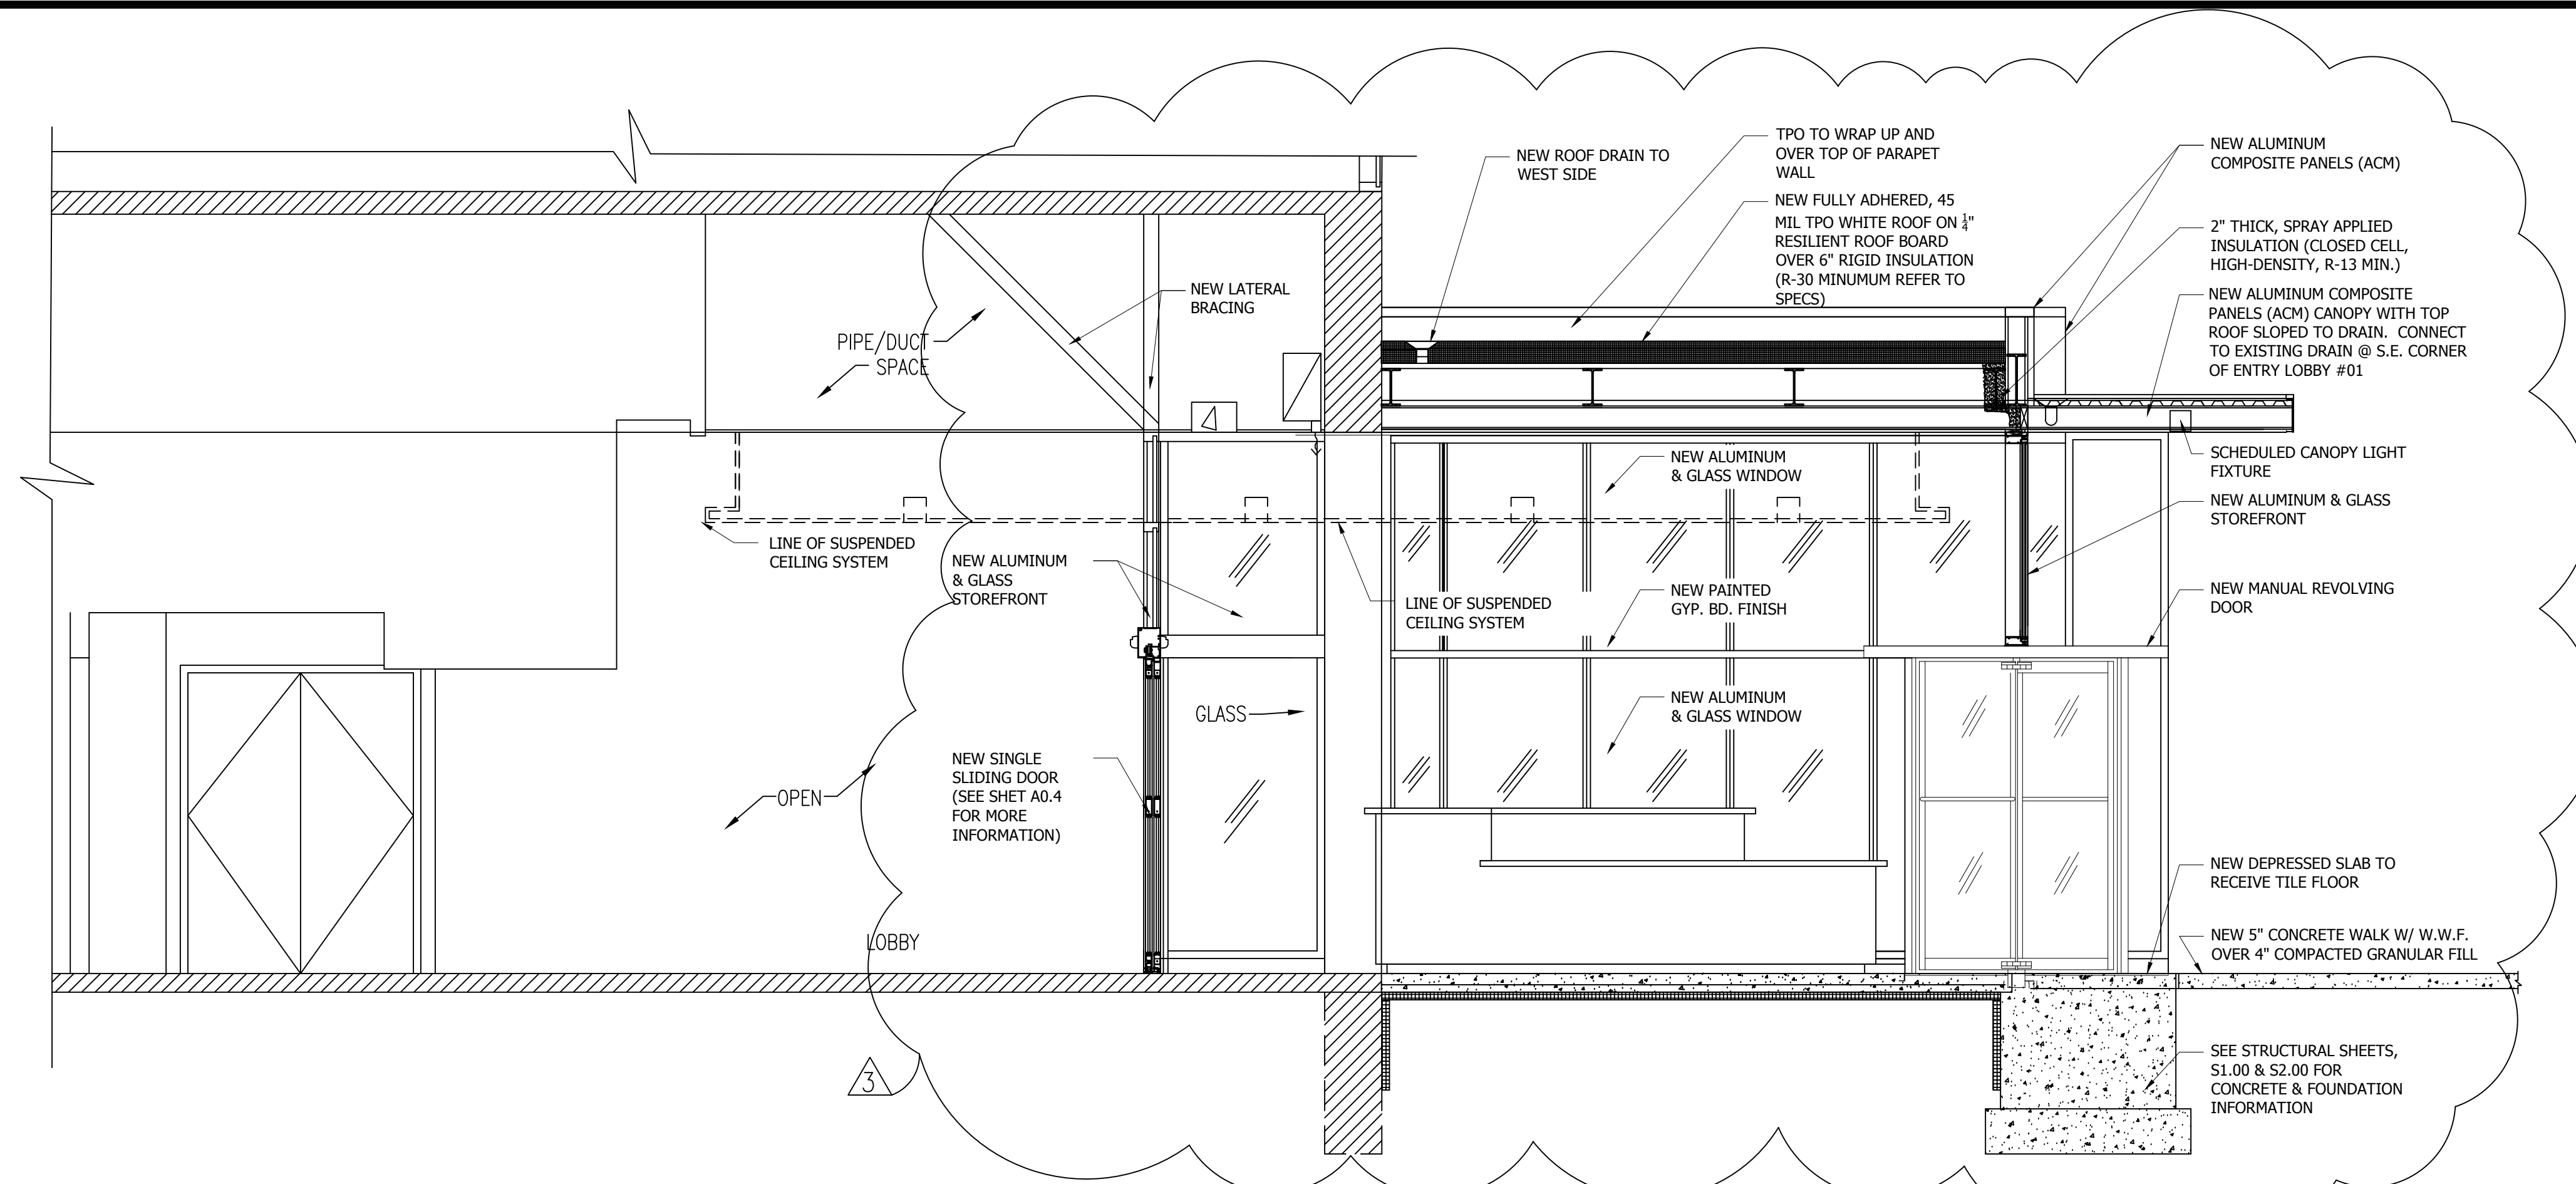 NEW ROOF DRAIN TO
WEST SIDE
TPO TO WRAP UP AND
OVER TOP OF PARAPET
WALL
NEW FULLY ADHERED, 45
MIL TPO WHITE ROOF ON 1/4"
RESILIENT ROOF BOARD
OVER 6" RIGID INSULATION
(R-30 MINUMUM REFER TO
SPECS)
NEW ALUMINUM
COMPOSITE PANELS (ACM)
2" THICK, SPRAY APPLIED
INSULATION (CLOSED CELL,
HIGH-DENSITY, R-13 MIN.)
NEW ALUMINUM COMPOSITE
PANELS (ACM) CANOPY WITH TOP
ROOF SLOPED TO DRAIN. CONNECT
TO EXISTING DRAIN @ S.E. CORNER
OF ENTRY LOBBY #01
SCHEDULED CANOPY LIGHT
FIXTURE
NEW ALUMINUM & GLASS
STOREFRONT
NEW MANUAL REVOLVING
DOOR
NEW DEPRESSED SLAB TO
RECEIVE TILE FLOOR
NEW 5" CONCRETE WALK W/ W.W.F.
OVER 4" COMPACTED GRANULAR FILL
SEE STRUCTURAL SHEETS,
S1.00 & S2.00 FOR
CONCRETE & FOUNDATION
INFORMATION
NEW LATERAL
BRACING
PIPE/DUCT
SPACE
LINE OF SUSPENDED
CEILING SYSTEM
NEW ALUMINUM
& GLASS
STOREFRONT
NEW ALUMINUM
& GLASS WINDOW
LINE OF SUSPENDED
CEILING SYSTEM
NEW PAINTED
GYP. BD. FINISH
NEW ALUMINUM
& GLASS WINDOW
GLASS
NEW SINGLE
SLIDING DOOR
(SEE SHET A0.4
FOR MORE
INFORMATION)
OPEN
LOBBY
3